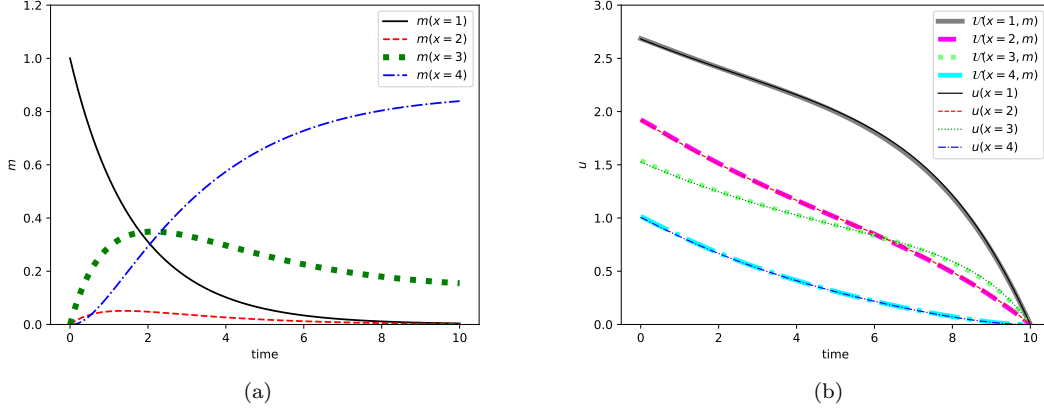 1.2
1.0
0.8
0.6
0.4
0.2
0.0
m
0 2 4 6 8 10
time
m(x = 1)
m(x = 2)
m(x = 3)
m(x = 4)
(a)
3.0
2.5
2.0
1.5
1.0
0.5
0.0
u
0 2 4 6 8 10
time
𝒰(x = 1, m)
𝒰(x = 2, m)
𝒰(x = 3, m)
𝒰(x = 4, m)
u(x = 1)
u(x = 2)
u(x = 3)
u(x = 4)
(b)